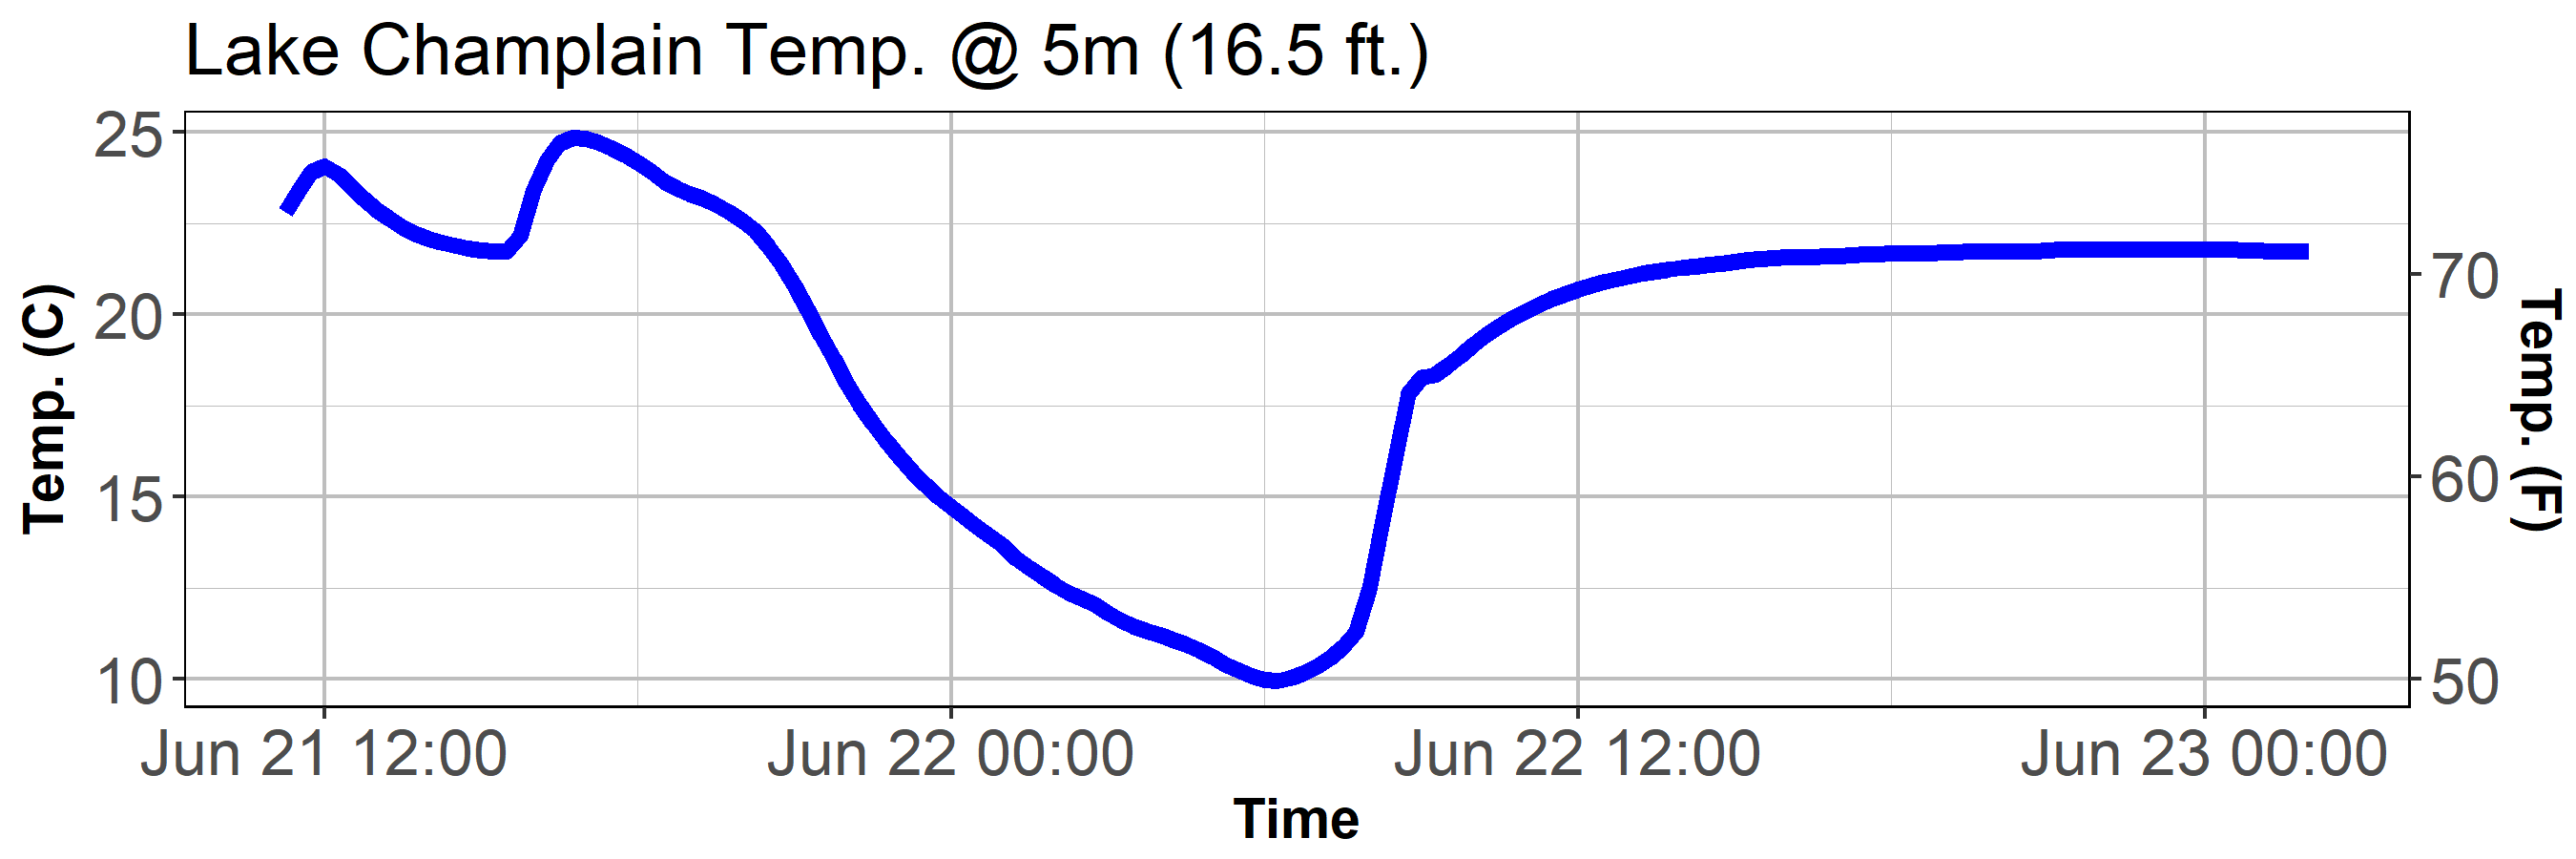 Lake Champlain Temp. @ 5m (16.5 ft.)
Temp. (C)
25
20
15
10
70
60
50
Temp. (F)
Jun 21 12:00
Jun 22 00:00
Jun 22 12:00
Jun 23 00:00
Time